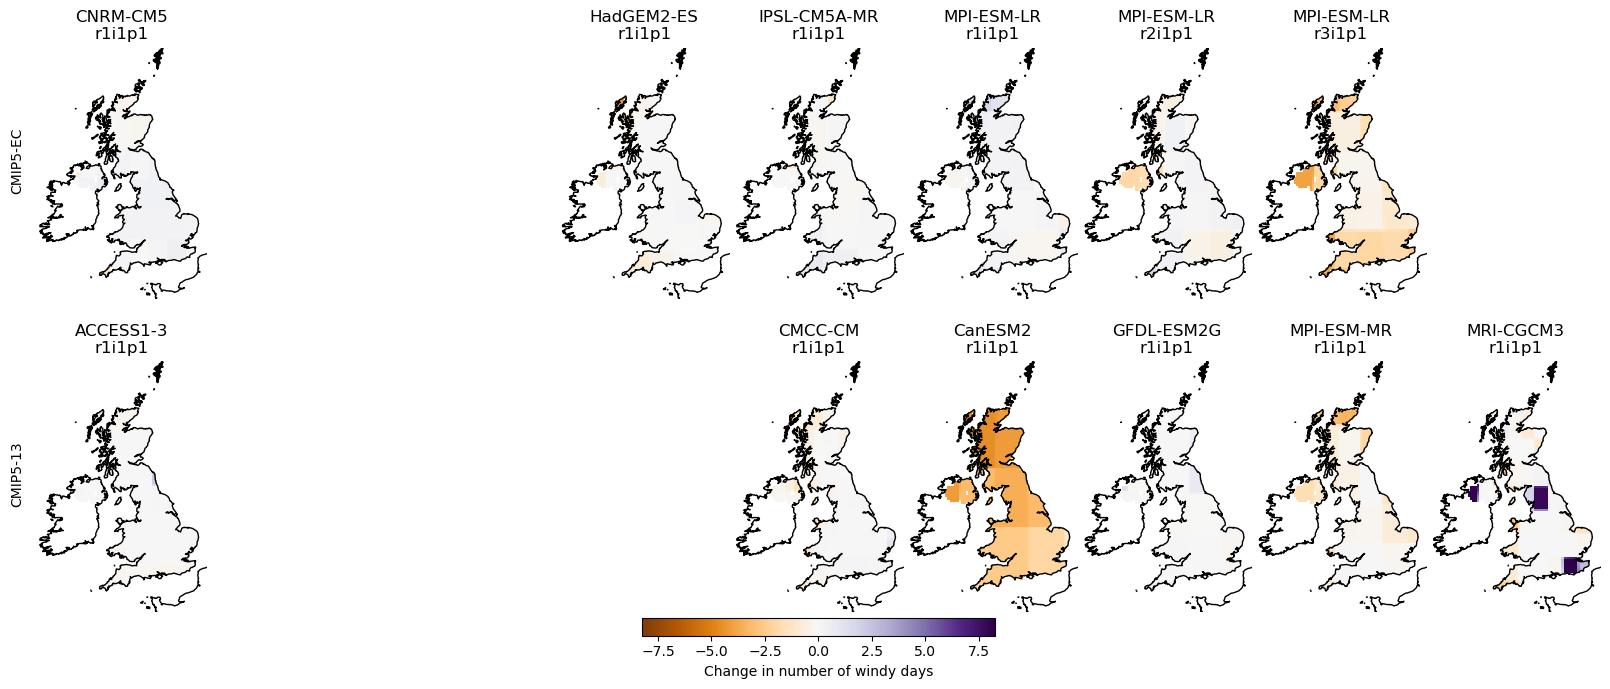 CNRM-CM5
r1i1p1
HadGEM2-ES
r1i1p1
IPSL-CM5A-MR
r1i1p1
MPI-ESM-LR
r1i1p1
MPI-ESM-LR
r2i1p1
MPI-ESM-LR
r3i1p1
CMIP5-EC
ACCESS1-3
r1i1p1
CMCC-CM
r1i1p1
CanESM2
r1i1p1
GFDL-ESM2G
r1i1p1
MPI-ESM-MR
r1i1p1
MRI-CGCM3
r1i1p1
CMIP5-13
−7.5 −5.0 −2.5 0.0 2.5 5.0 7.5
Change in number of windy days